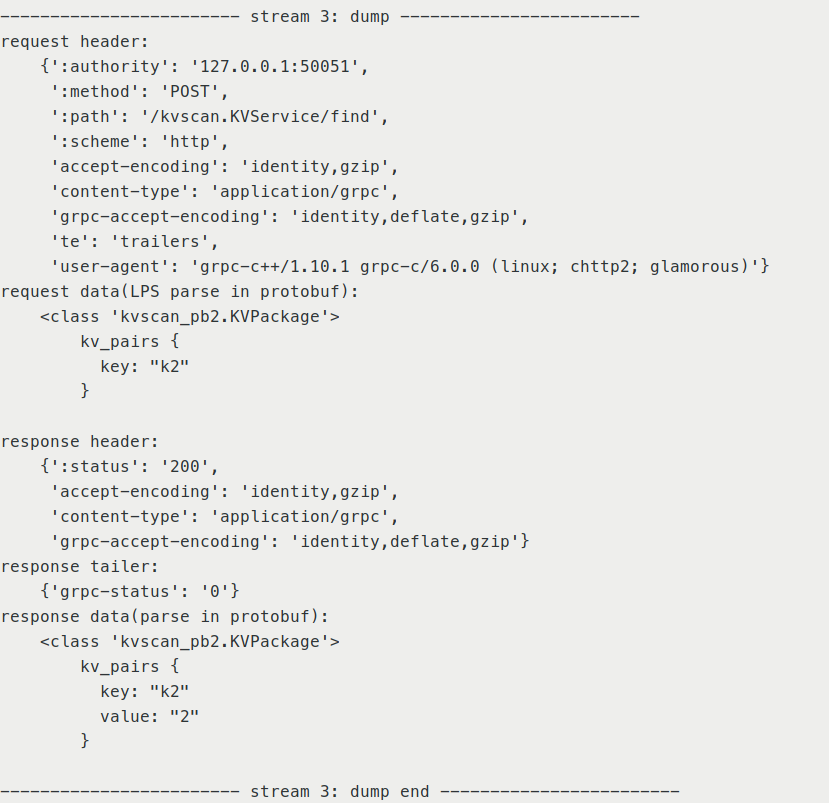 ------------------------ stream 3: dump ------------------------
request header:
    {':authority': '127.0.0.1:50051',
     ':method': 'POST',
     ':path': '/kvscan.KVService/find',
     ':scheme': 'http',
     'accept-encoding': 'identity,gzip',
     'content-type': 'application/grpc',
     'grpc-accept-encoding': 'identity,deflate,gzip',
     'te': 'trailers',
     'user-agent': 'grpc-c++/1.10.1 grpc-c/6.0.0 (linux; chttp2; glamorous)'}
request data(LPS parse in protobuf):
    <class 'kvscan_pb2.KVPackage'>
        kv_pairs {
          key: "k2"
        }

response header:
    {':status': '200',
     'accept-encoding': 'identity,gzip',
     'content-type': 'application/grpc',
     'grpc-accept-encoding': 'identity,deflate,gzip'}
response tailer:
    {'grpc-status': '0'}
response data(parse in protobuf):
    <class 'kvscan_pb2.KVPackage'>
        kv_pairs {
          key: "k2"
          value: "2"
        }

------------------------ stream 3: dump end ------------------------